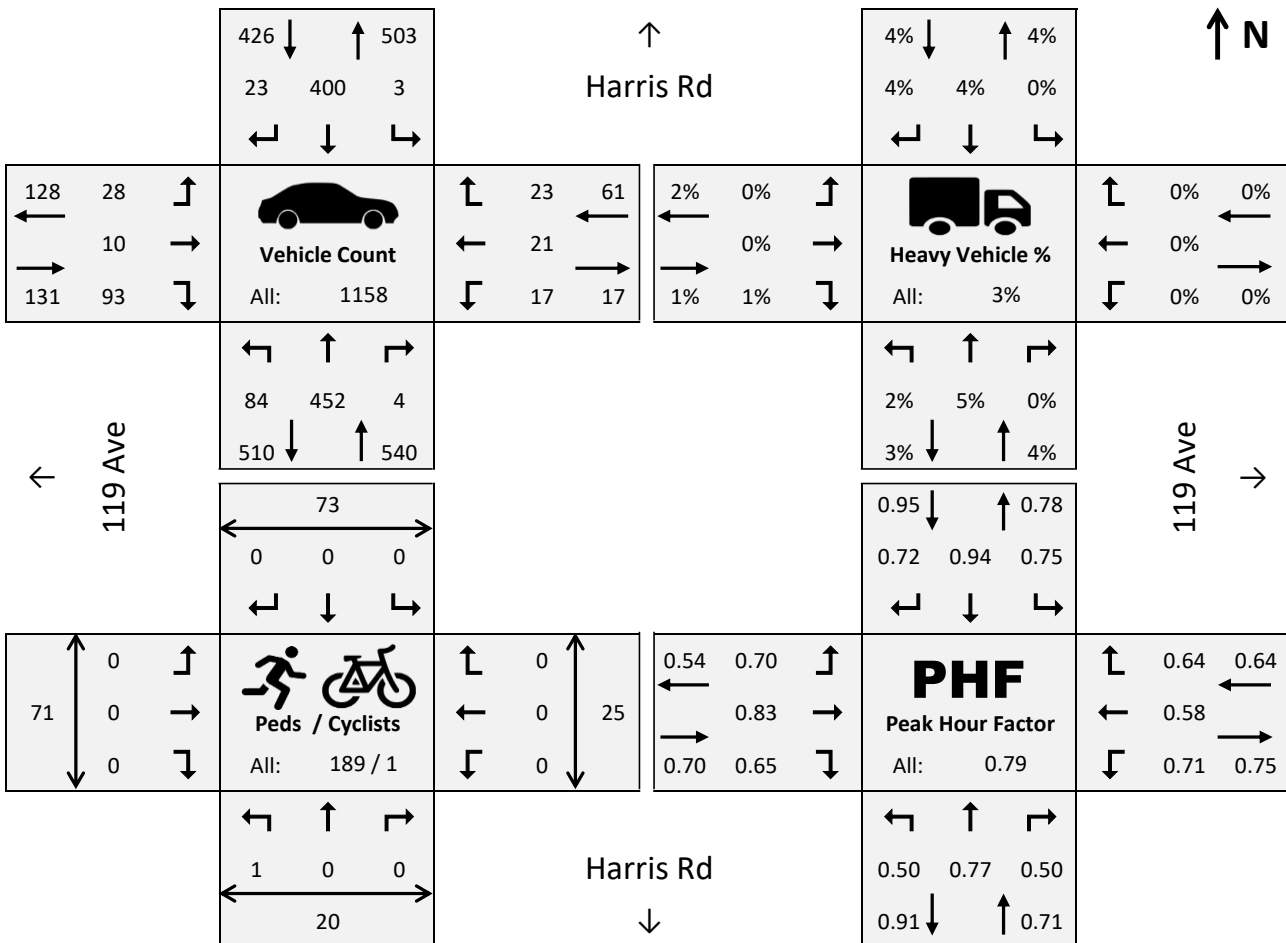 426 503 4% 4% N
Harris Rd
23 400 3 4% 4% 0%
128 28 23 61 2% 0% 0% 0%
10 Vehicle Count 21 0% Heavy Vehicle % 0%
131 93 All: 1158 17 17 1% 1% All: 3% 0% 0%
84 452 4 2% 5% 0%
510 540 3% 4%
119 Ave 119 Ave
73 0.95 0.78
0 0 0 0.72 0.94 0.75
0 0 0.54 0.70 0.64 0.64
71 0 Peds / Cyclists 0 25 0.83 PHF Peak Hour Factor 0.58
0 All: 189 / 1 0 0.70 0.65 All: 0.79 0.71 0.75
1 0 0 Harris Rd 0.50 0.77 0.50
20 0.91 0.71